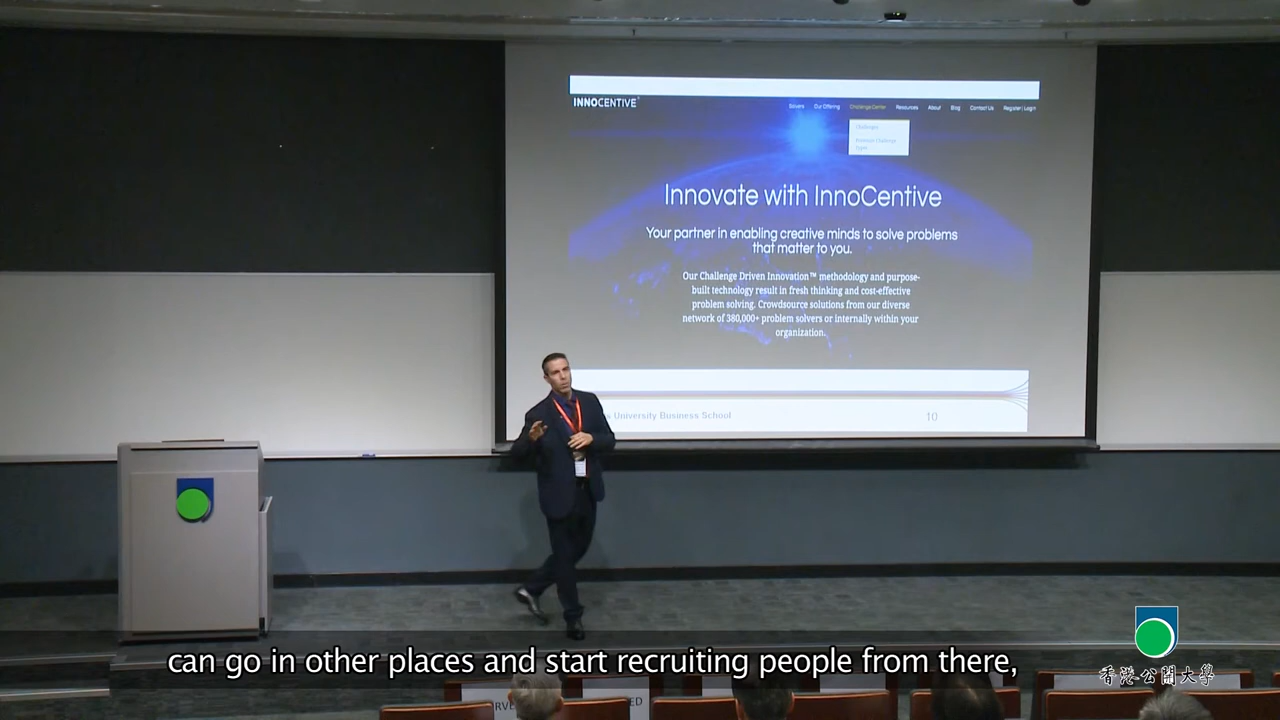 INNOCENTIVE
Solvers Our Offering Challenge Center Resources About Blog Contact Us Register | Login
Challenges
Premium Challenge
Types
Innovate with InnoCentive
Your partner in enabling creative minds to solve problems
that matter to you.
Our Challenge Driven Innovation™ methodology and purpose-
built technology result in fresh thinking and cost-effective
problem solving. Crowdsource solutions from our diverse
network of 380,000+ problem solvers or internally within your
organization.
University Business School
10
can go in other places and start recruiting people from there,
香港公開大學